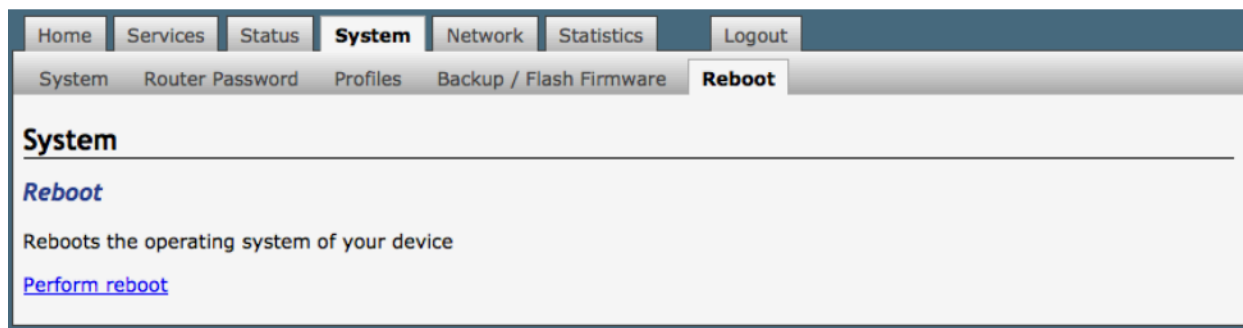 Home Services Status System Network Statistics Logout
System Router Password Profiles Backup / Flash Firmware Reboot
System
Reboot
Reboots the operating system of your device
Perform reboot